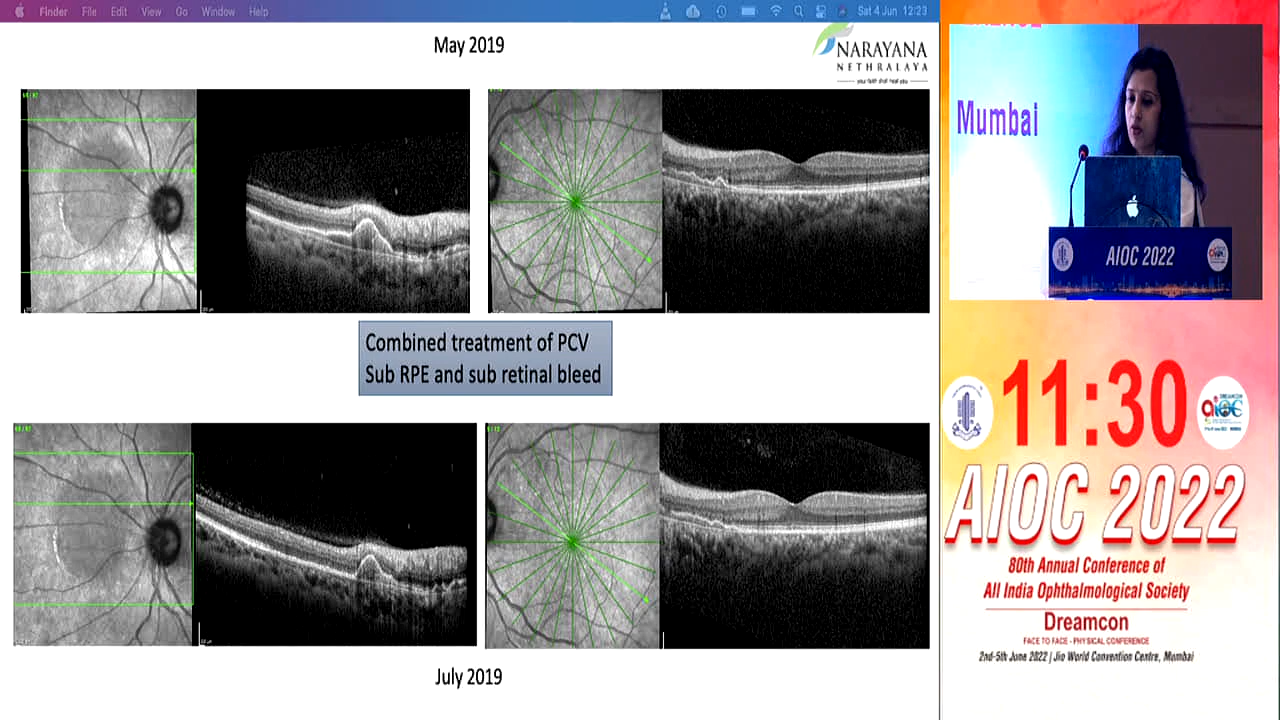 Finder File Edit View Go Window Help
Sat 4 Jun 12:23
May 2019
NARAYANA
NETHRALAYA
Combined treatment of PCV
Sub RPE and sub retinal bleed
July 2019
Mumbai
AIOC 2022
11:30
AIOC 2022
80th Annual Conference of
All India Ophthalmological Society
Dreamcon
FACE TO FACE - PHYSICAL CONFERENCE
2nd-5th June 2022 | Jio World Convention Centre, Mumbai